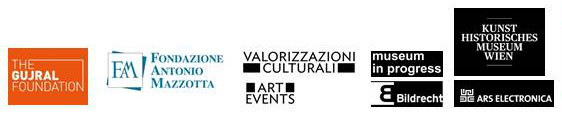 THE
GUJRAL
FOUNDATION
FAM
FONDAZIONE
ANTONIO
MAZZOTTA
VALORIZZAZIONI
CULTURALI
ART
EVENTS
museum
in progress
Bildrecht
KUNST
HISTORISCHES
MUSEUM
WIEN
ARS ELECTRONICA